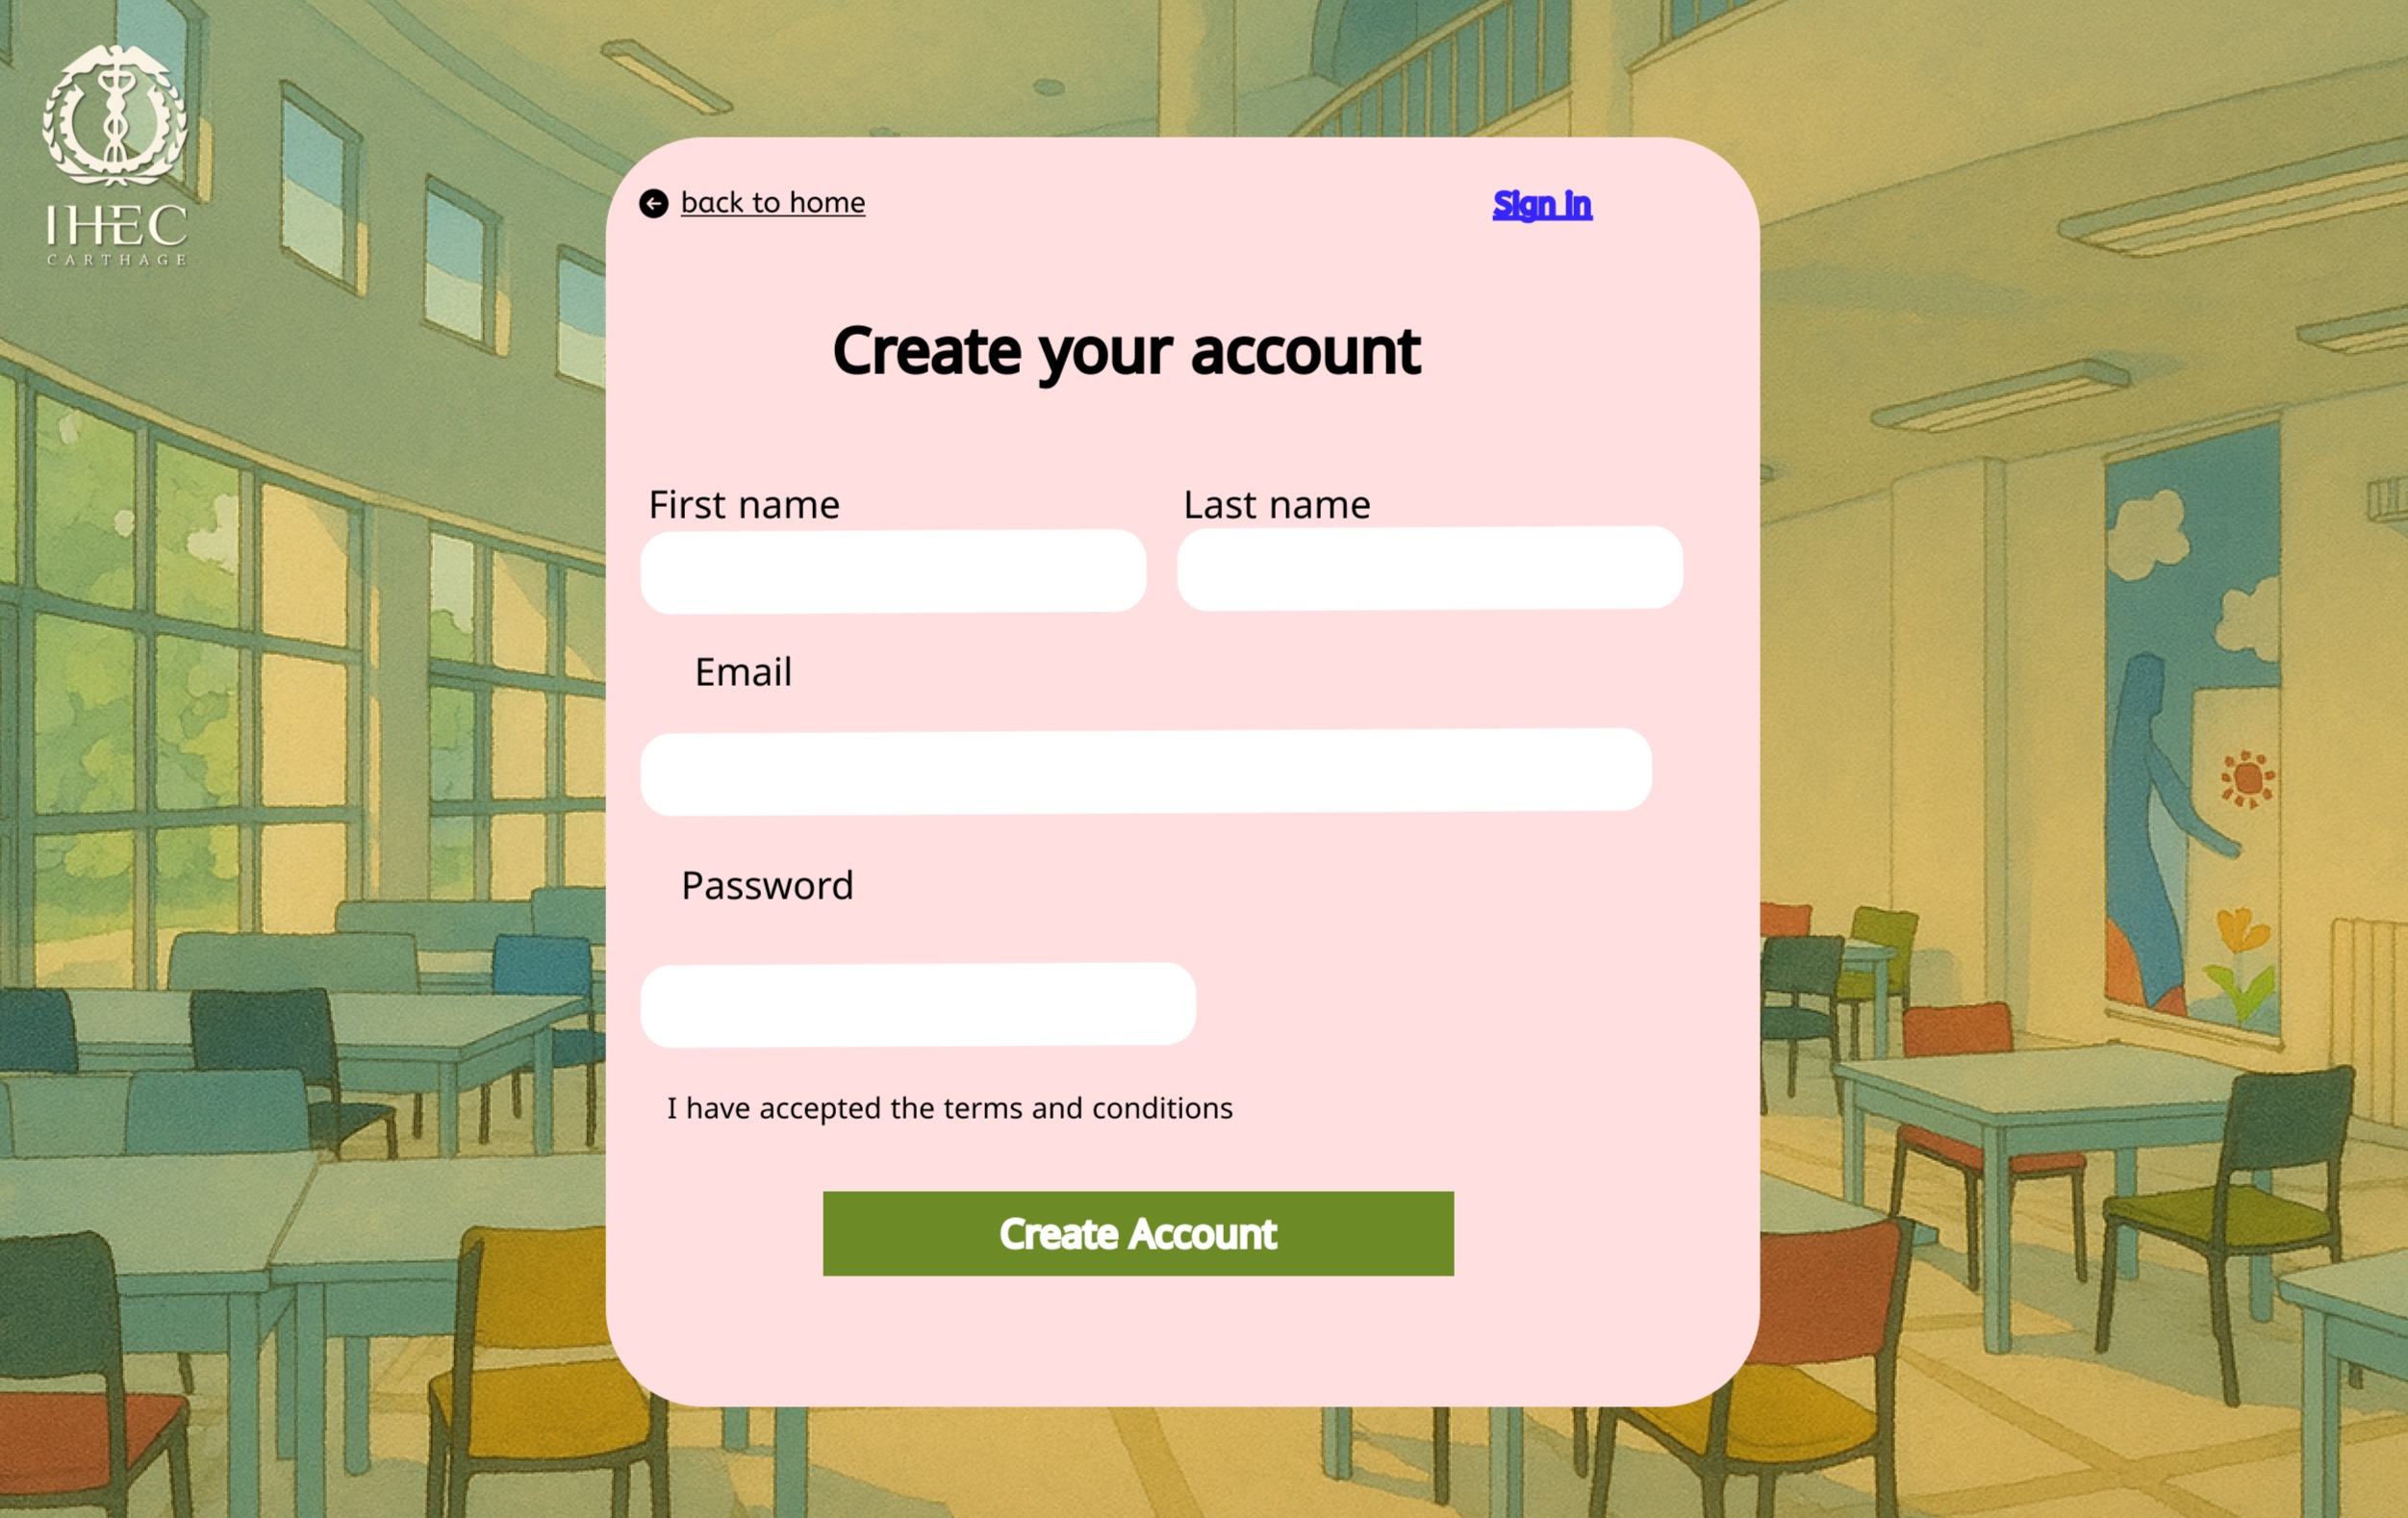 IHEC
CARTHAGE
back to home
Sign in
Create your account
First name
Last name
Email
Password
I have accepted the terms and conditions
Create Account